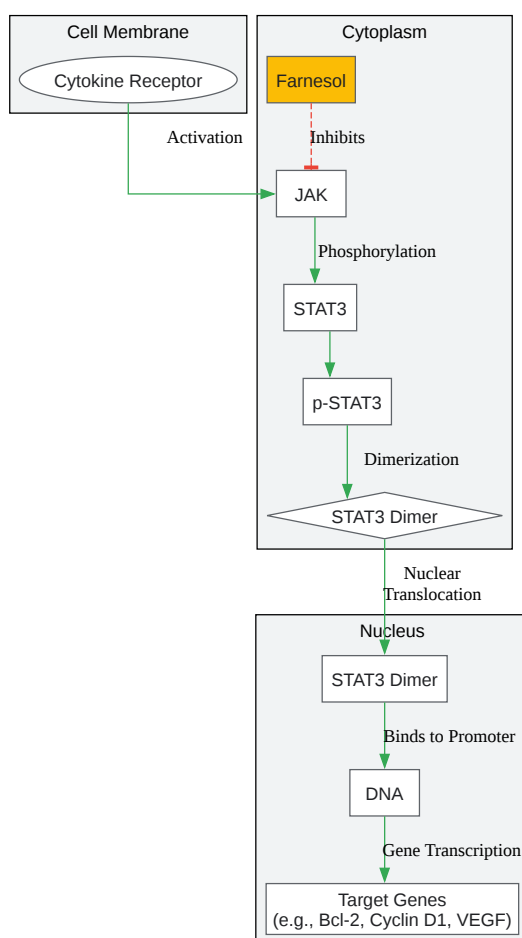 Cell Membrane
Cytoplasm
Cytokine Receptor
Farnesol
Activation
Inhibits
JAK
Phosphorylation
STAT3
p-STAT3
Dimerization
STAT3 Dimer
Nuclear
Translocation
Nucleus
STAT3 Dimer
Binds to Promoter
DNA
Gene Transcription
Target Genes
(e.g., Bcl-2, Cyclin D1, VEGF)